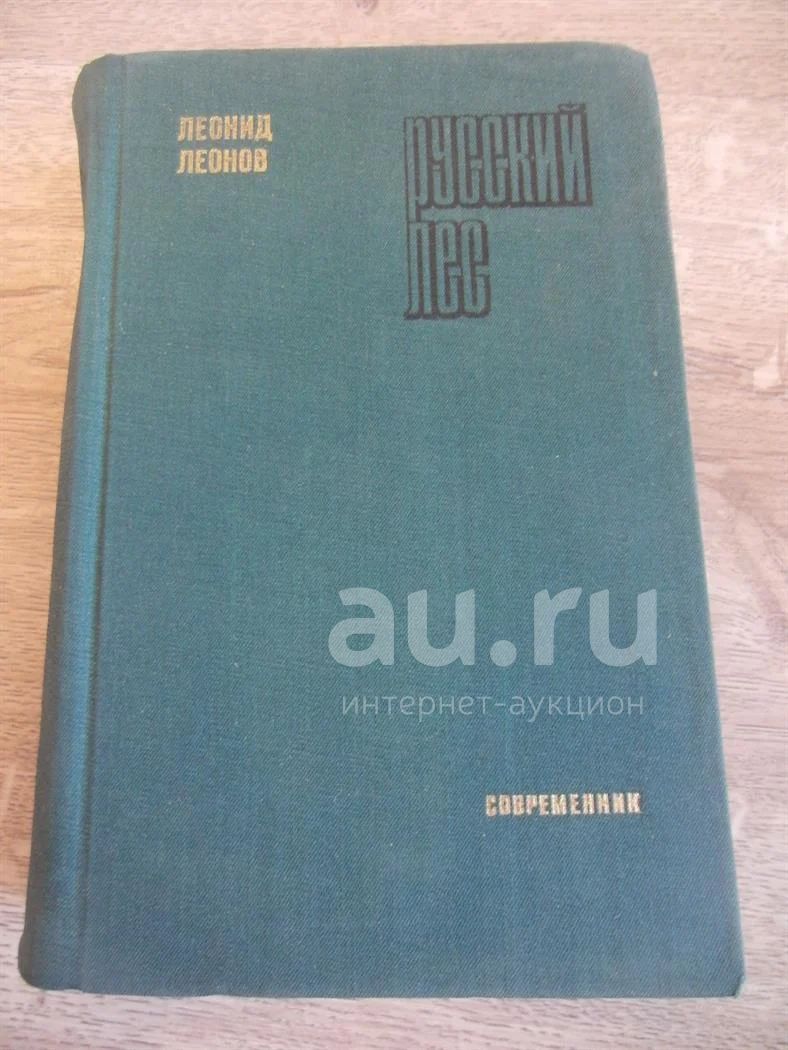 ЛЕОНИД
ЛЕОНОВ
РУССКИЙ
ЛЕС
au.ru
интернет-аукцион
СОВРЕМЕННИК